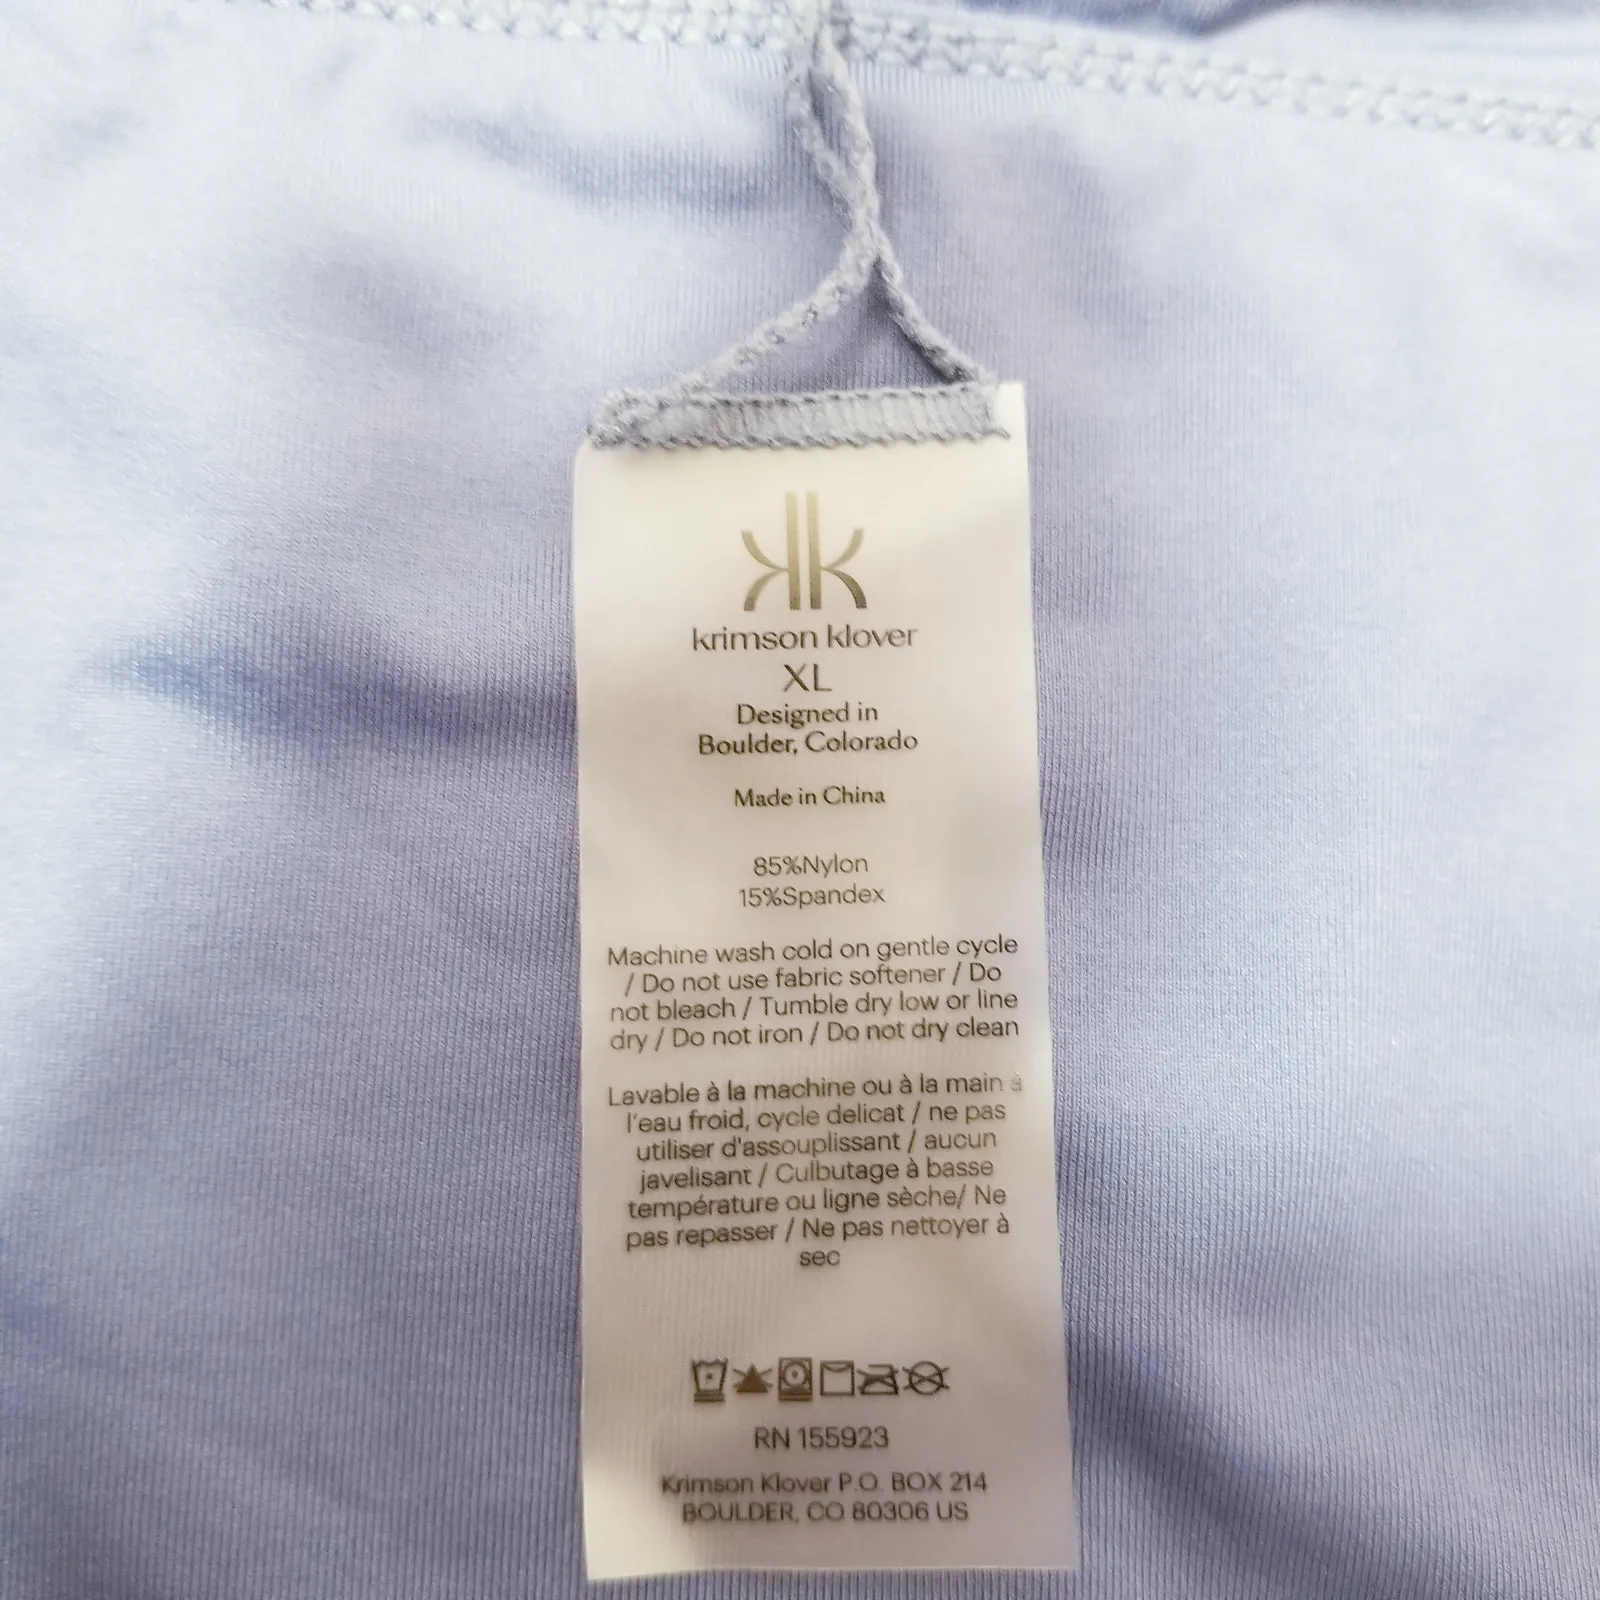 krimson klover
XL
Designed in
Boulder, Colorado
Made in China
85%Nylon
15%Spandex
Machine wash cold on gentle cycle
/ Do not use fabric softener / Do
not bleach / Tumble dry low or line
dry / Do not iron / Do not dry clean
Lavable à la machine ou à la main à
l'eau froid, cycle delicat / ne pas
utiliser d'assouplissant / aucun
javelisant / Culbutage à basse
température ou ligne sèche/ Ne
pas repasser / Ne pas nettoyer à
sec
RN 155923
Krimson Klover P.O. BOX 214
BOULDER, CO 80306 US